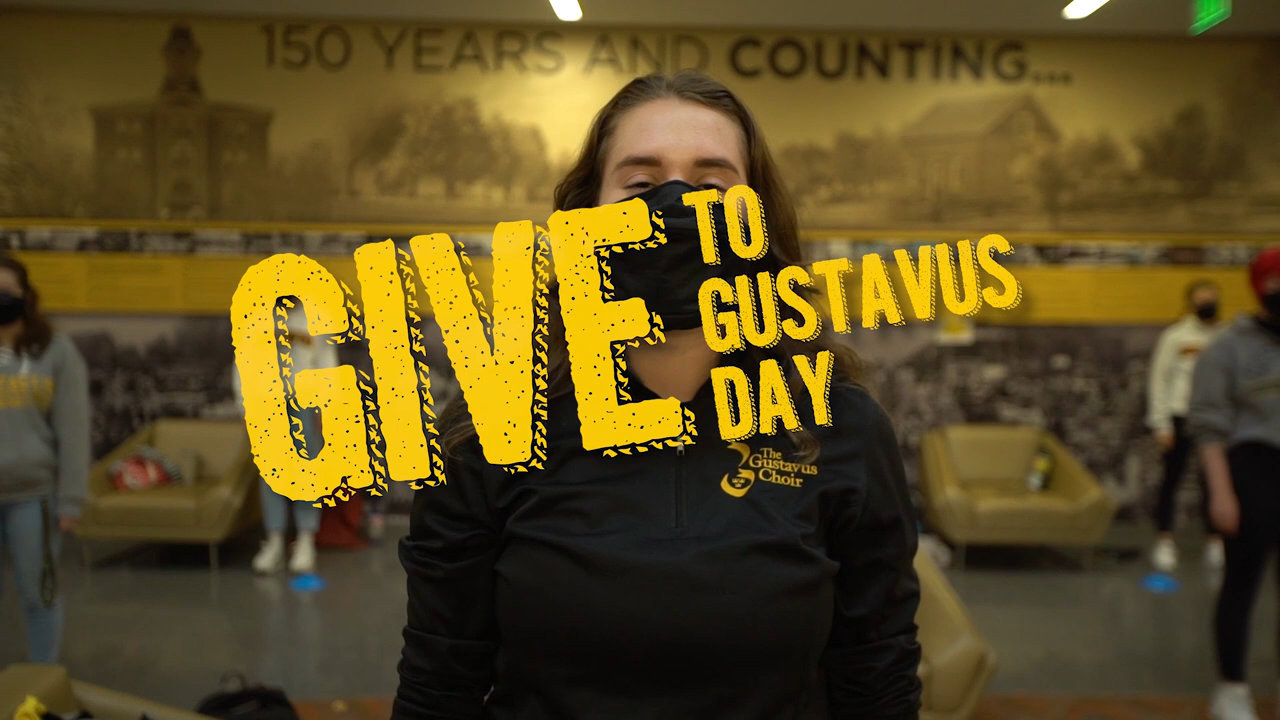 150 YEARS AND COUNTING...
GIVE
TO
GUSTAVUS
DAY
The
Gustavus
Choir